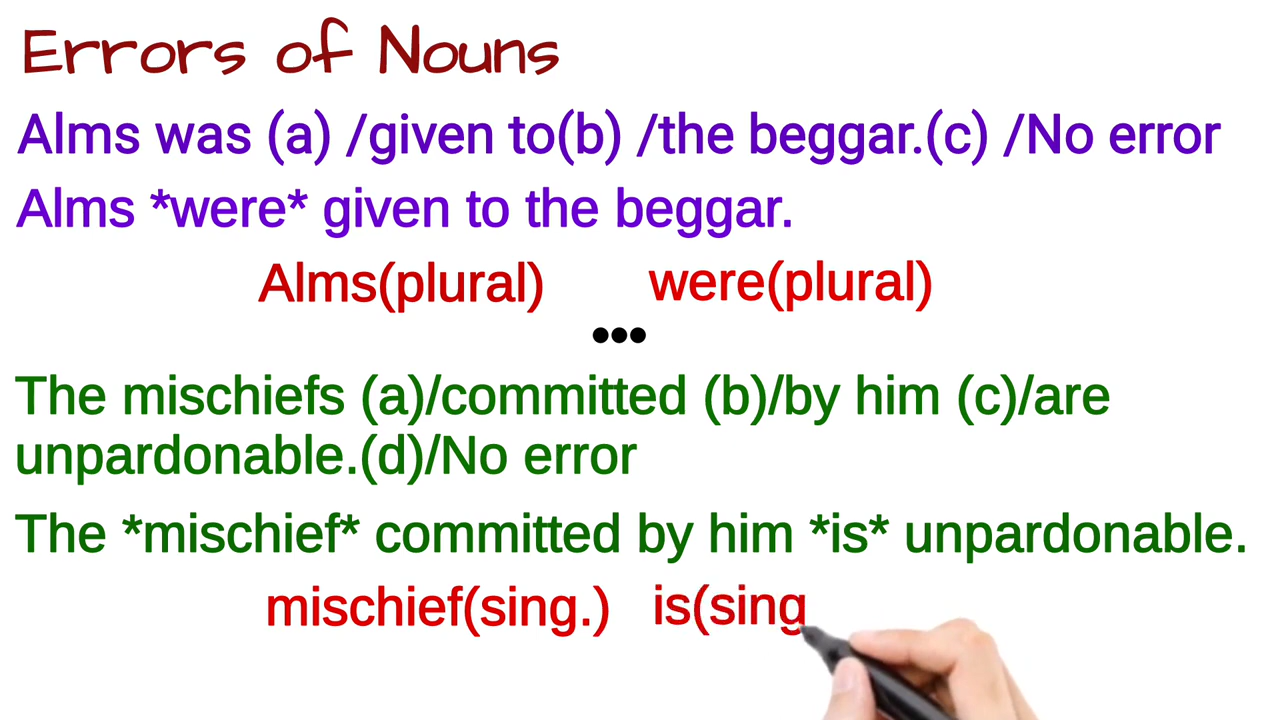 Errors of Nouns
Alms was (a) /given to(b) /the beggar.(c) /No error
Alms *were* given to the beggar.
Alms(plural) were(plural)
•••
The mischiefs (a)/committed (b)/by him (c)/are
unpardonable.(d)/No error
The *mischief* committed by him *is* unpardonable.
mischief(sing.) is(sing